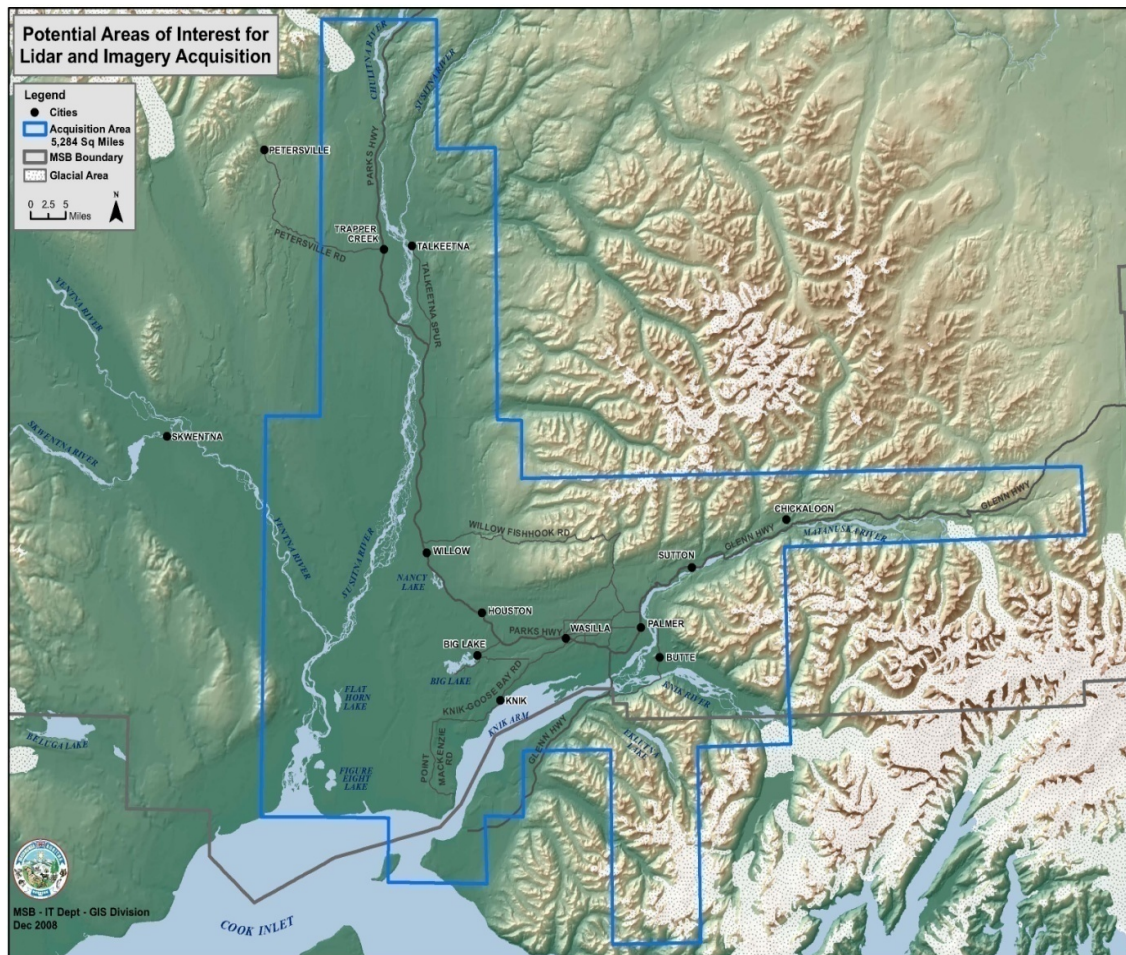 Potential Areas of Interest for
Lidar and Imagery Acquisition
Legend
Cities
Acquisition Area
5,284 Sq Miles
MSB Boundary
Glacial Area
0 2.5 5
Miles
N
CHULITNA RIVER
SUSITNA RIVER
PARKS HWY
PETERSVILLE
TRAPPER
CREEK
TALKEETNA
PETERSVILLE RD
TALKEETNA SPUR
YENTNA RIVER
SKWENTNA
SKWENTNA RIVER
YENTNA RIVER
SUSITNA RIVER
WILLOW FISHHOOK RD
WILLOW
NANCY
LAKE
CHICKALOON
GLENN HWY
GLENN HWY
MATANUSKA RIVER
SUTTON
HOUSTON
PARKS HWY
WASILLA
PALMER
BIG LAKE
BIG LAKE
BUTTE
KNIK-GOOSE BAY RD
KNIK
KNIK ARM
KNIK RIVER
FLAT
HORN
LAKE
GLENN HWY
EKLUTNA
LAKE
BELUGA LAKE
POINT
MACKENZIE
RD
FIGURE
EIGHT
LAKE
COOK INLET
MSB - IT Dept - GIS Division
Dec 2008